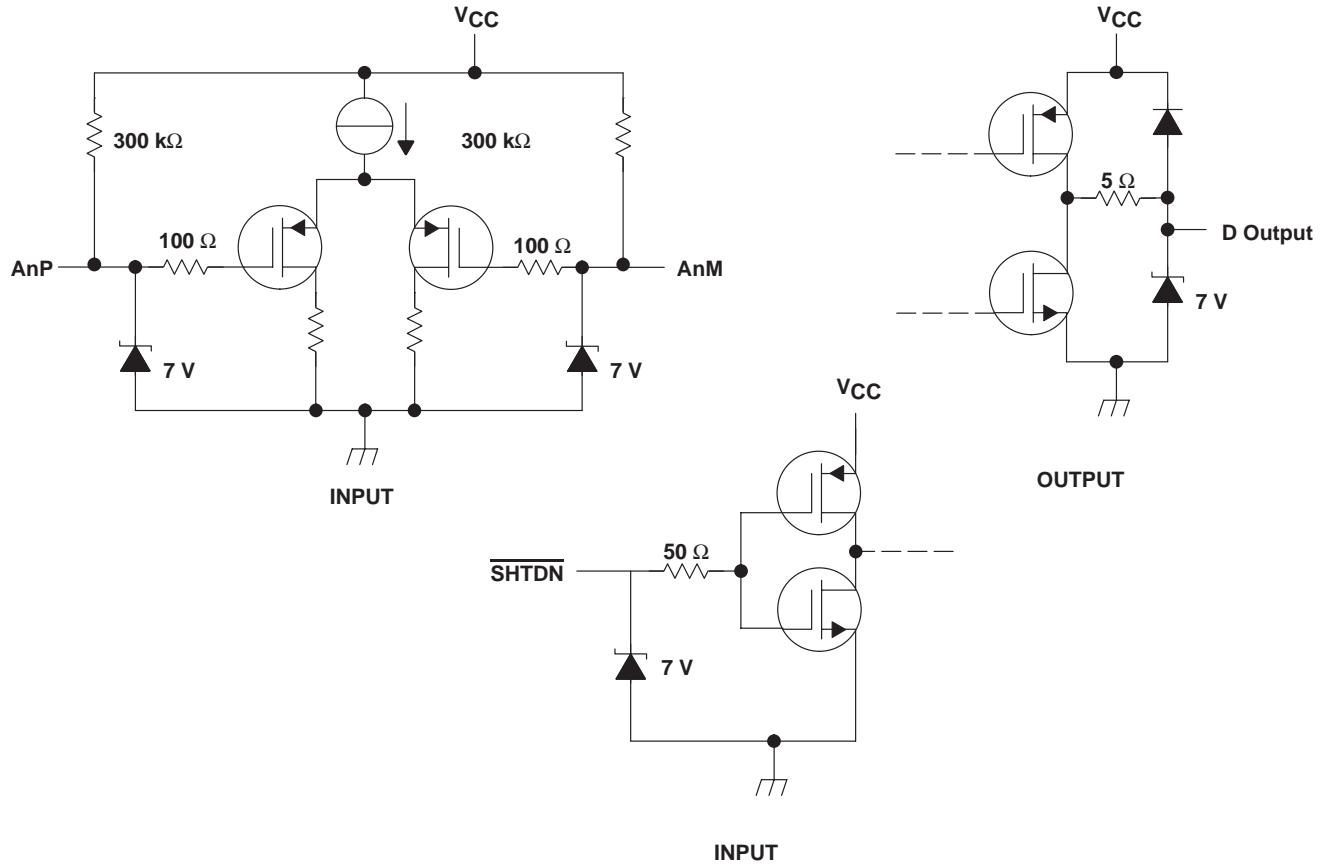 VCC
300 kΩ
300 kΩ
100 Ω
100 Ω
AnP
AnM
7 V
7 V
INPUT
VCC
5 Ω
D Output
7 V
OUTPUT
VCC
50 Ω
SHTDN
7 V
INPUT